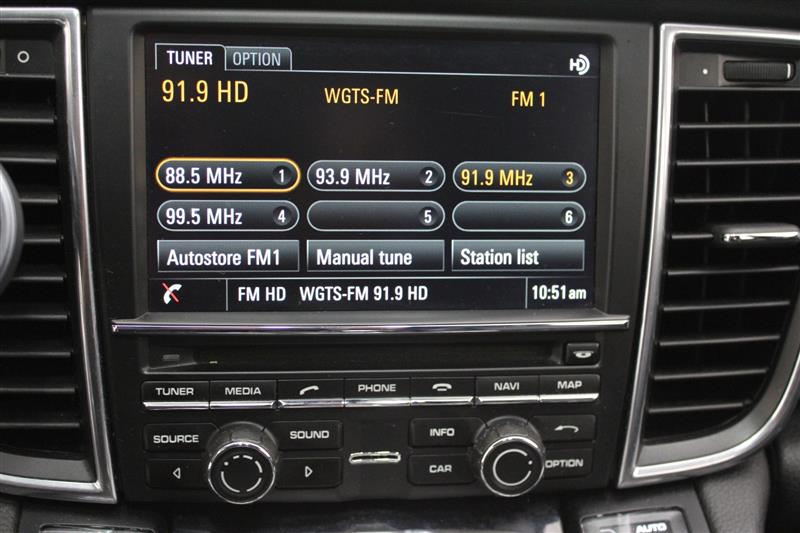 TUNER OPTION
HD
91.9 HD WGTS-FM FM 1
88.5 MHz 1 93.9 MHz 2 91.9 MHz 3
99.5 MHz 4 5 6
Autostore FM1 Manual tune Station list
FM HD WGTS-FM 91.9 HD 10:51am
TUNER MEDIA PHONE NAVI MAP
SOURCE SOUND INFO
CAR OPTION
AUTO